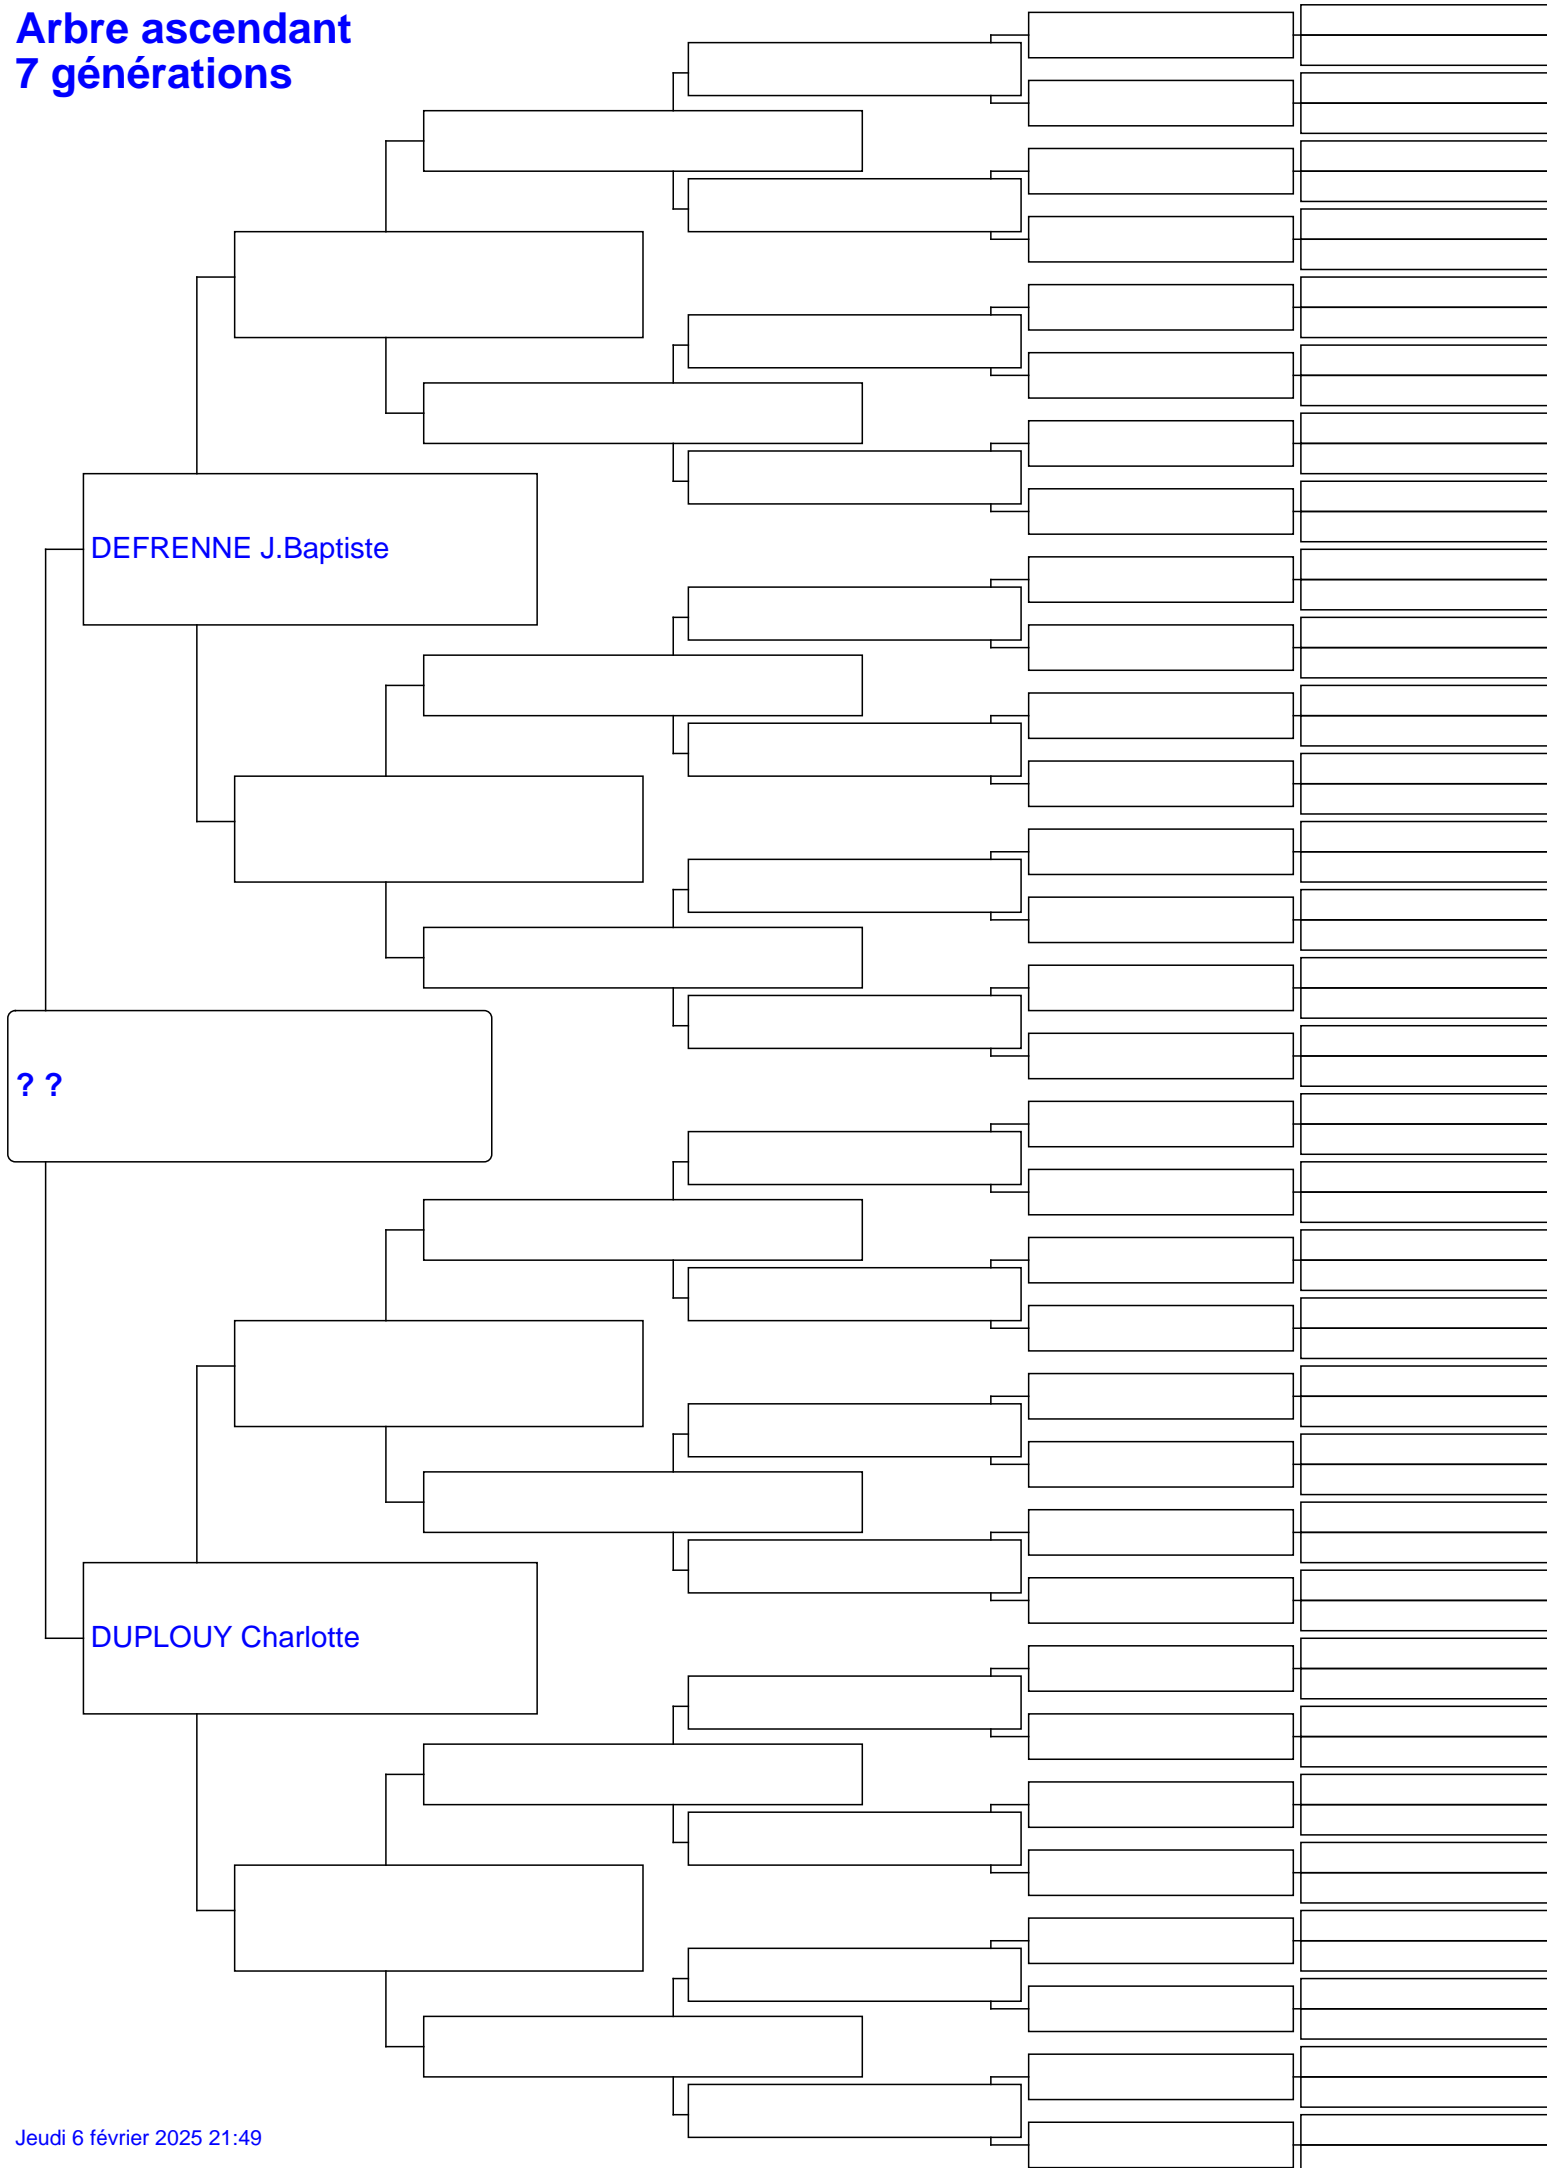 Arbre ascendant
7 générations
DEFRENNE J.Baptiste
? ?
DUPLOUY Charlotte
Jeudi 6 février 2025 21:49